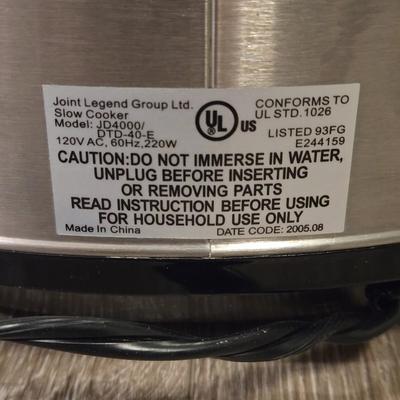 Joint Legend Group Ltd.
Slow Cooker
Model: JD4000/
DTD-40-E
120V AC, 60Hz, 220W
UL US
CONFORMS TO
UL STD. 1026
LISTED 93FG
E244159
CAUTION:DO NOT IMMERSE IN WATER,
UNPLUG BEFORE INSERTING
OR REMOVING PARTS
READ INSTRUCTION BEFORE USING
FOR HOUSEHOLD USE ONLY
Made In China
DATE CODE: 2005.08